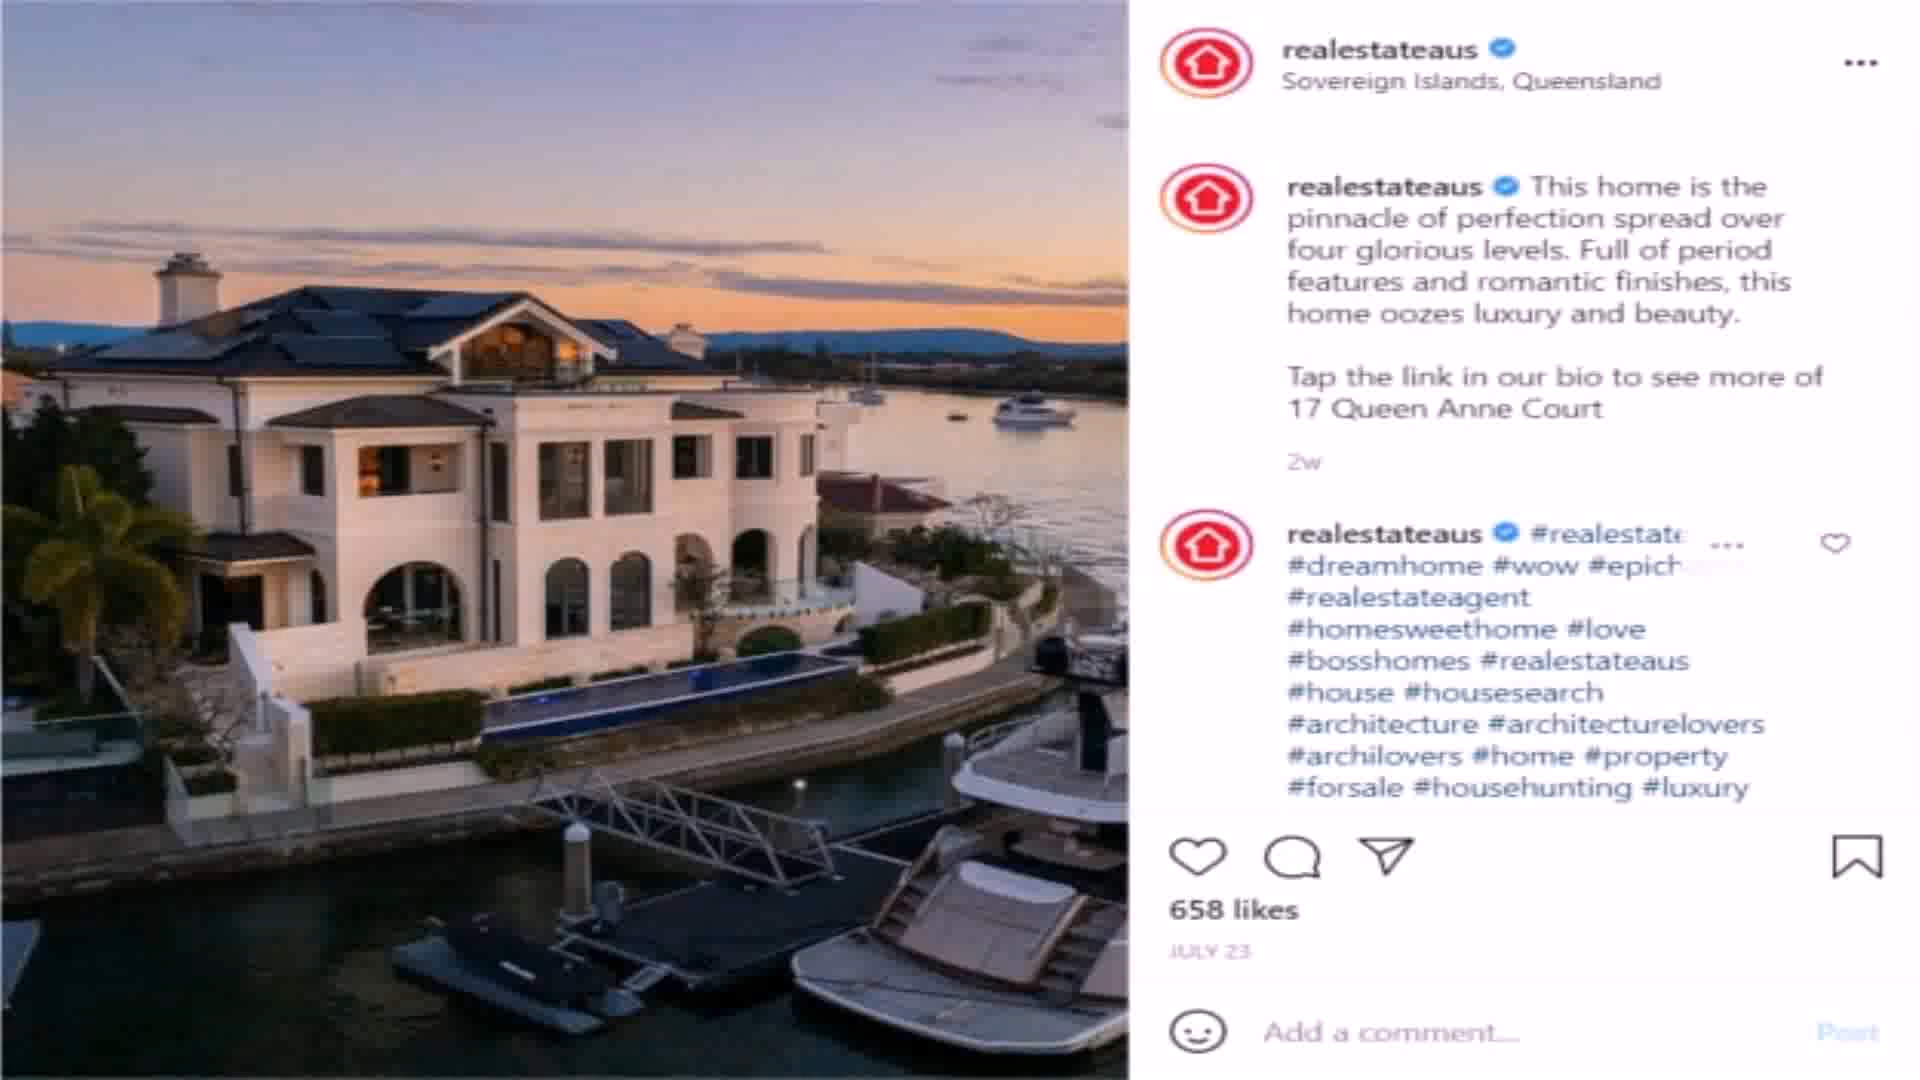 realestateaus
Sovereign Islands, Queensland
realestateaus This home is the
pinnacle of perfection spread over
four glorious levels. Full of period
features and romantic finishes, this
home oozes luxury and beauty.
Tap the link in our bio to see more of
17 Queen Anne Court
2w
realestateaus #realestate
#dreamhome #wow #epich
#realestateagent
#homesweethome #love
#bosshomes #realestateaus
#house #housesearch
#architecture #architecturelovers
#archilovers #home #property
#forsale #househunting #luxury
658 likes
JULY 23
Add a comment... Post